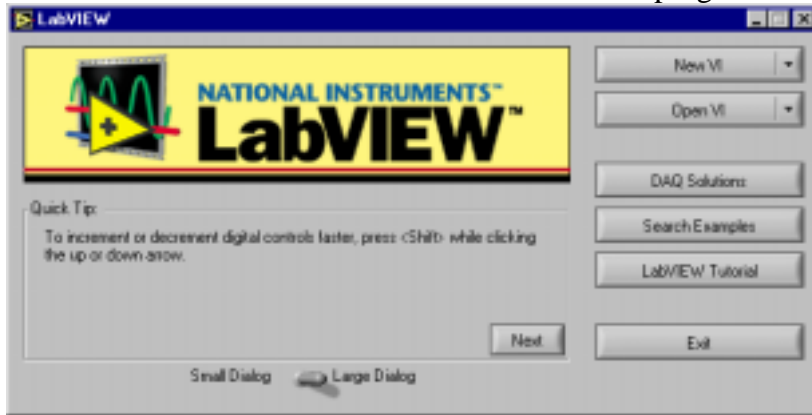 LabVIEW
NATIONAL INSTRUMENTS™
LabVIEW™
New VI
Open VI
DAQ Solutions
Search Examples
LabVIEW Tutorial
Exit
Quick Tip:
To increment or decrement digital controls faster, press <Shift> while clicking
the up or down arrow.
Next
Small Dialog Large Dialog